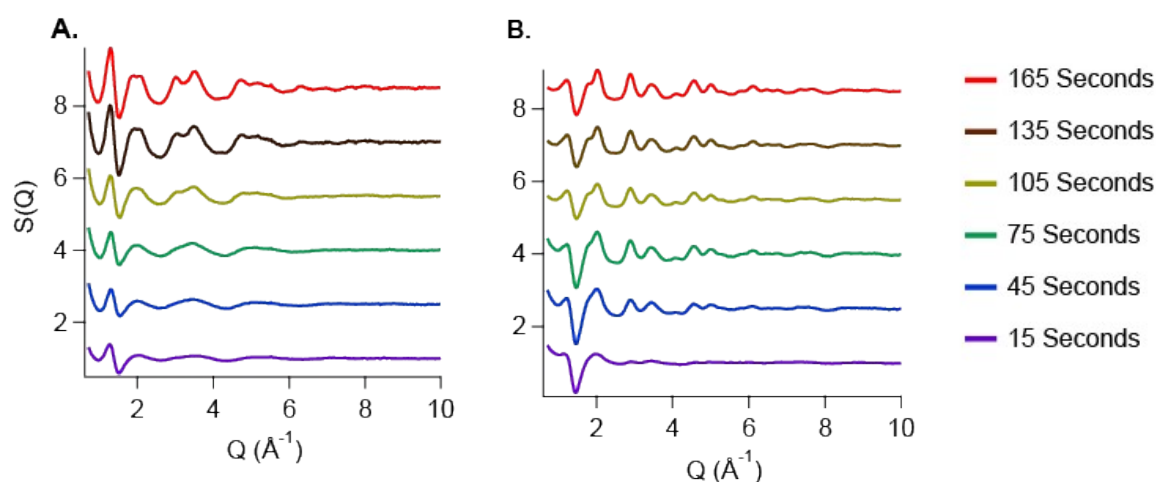 A.
B.
S(Q)
8
6
4
2
2 4 6 8 10
Q (Å⁻¹)
8
6
4
2
2 4 6 8 10
Q (Å⁻¹)
165 Seconds
135 Seconds
105 Seconds
75 Seconds
45 Seconds
15 Seconds